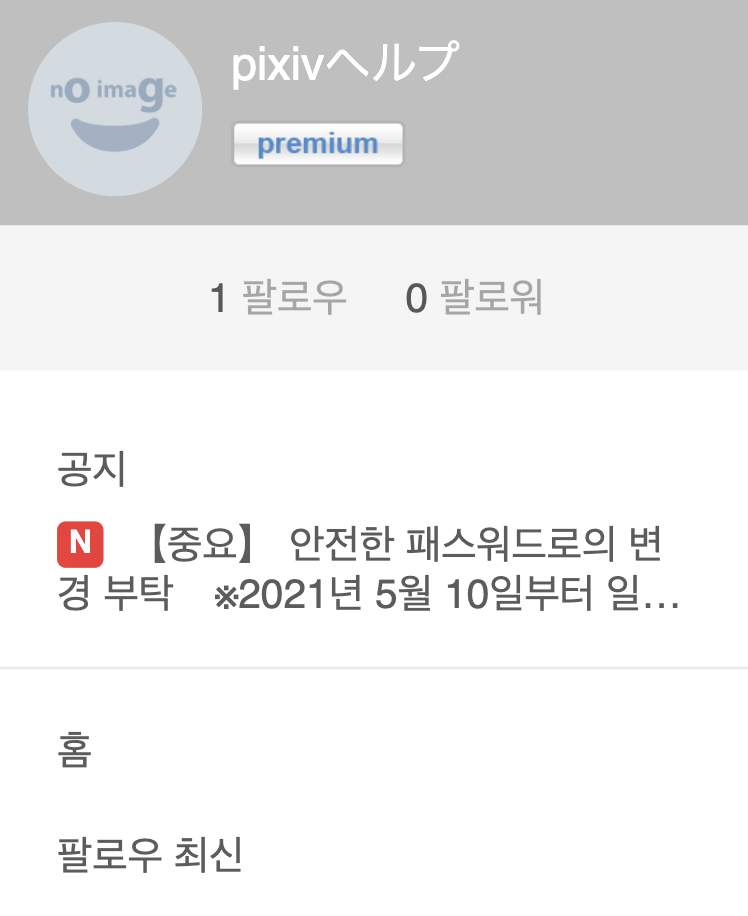 no image
pixivヘルプ
premium
1 팔로우 0 팔로워
공지
N 【중요】 안전한 패스워드로의 변
경 부탁 ※2021년 5월 10일부터 일…
홈
팔로우 최신